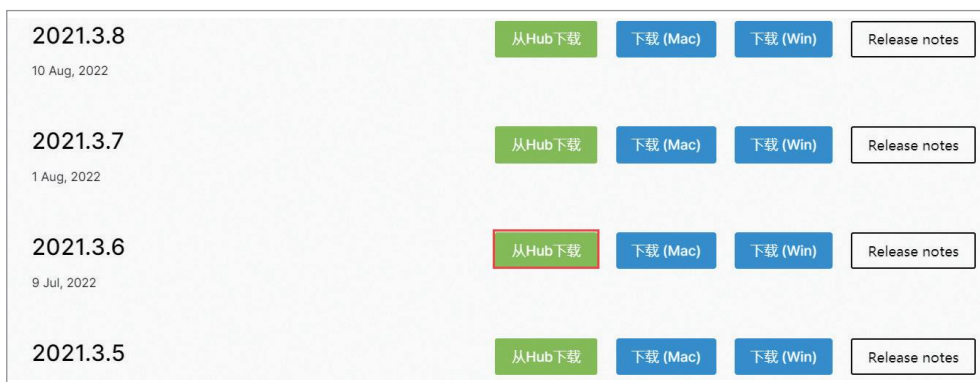 2021.3.8 从Hub下载 下载 (Mac) 下载 (Win) Release notes
10 Aug, 2022
2021.3.7 从Hub下载 下载 (Mac) 下载 (Win) Release notes
1 Aug, 2022
2021.3.6 从Hub下载 下载 (Mac) 下载 (Win) Release notes
9 Jul, 2022
2021.3.5 从Hub下载 下载 (Mac) 下载 (Win) Release notes